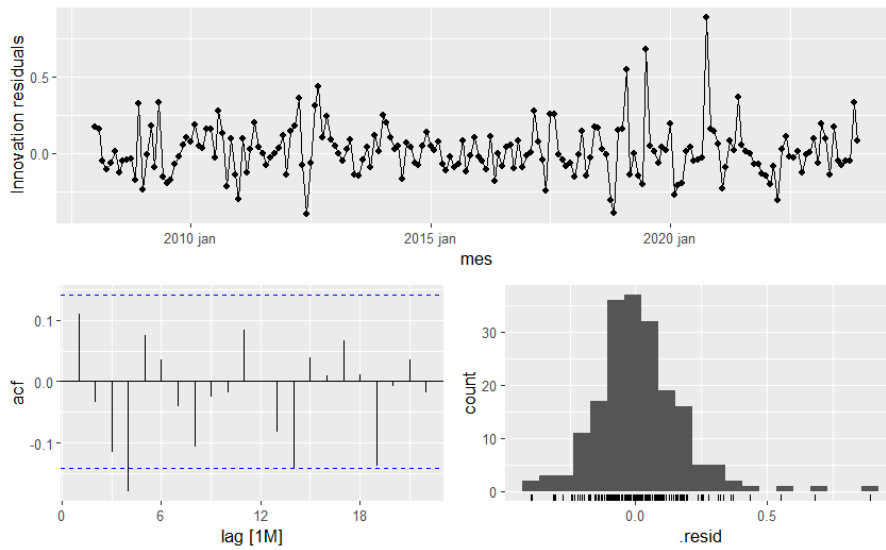 Innovation residuals
0.5
0.0
2010 jan
2015 jan
2020 jan
mes
acf
0.1
0.0
-0.1
0
6
12
18
lag [1M]
count
30
20
10
0
0.0
0.5
.resid